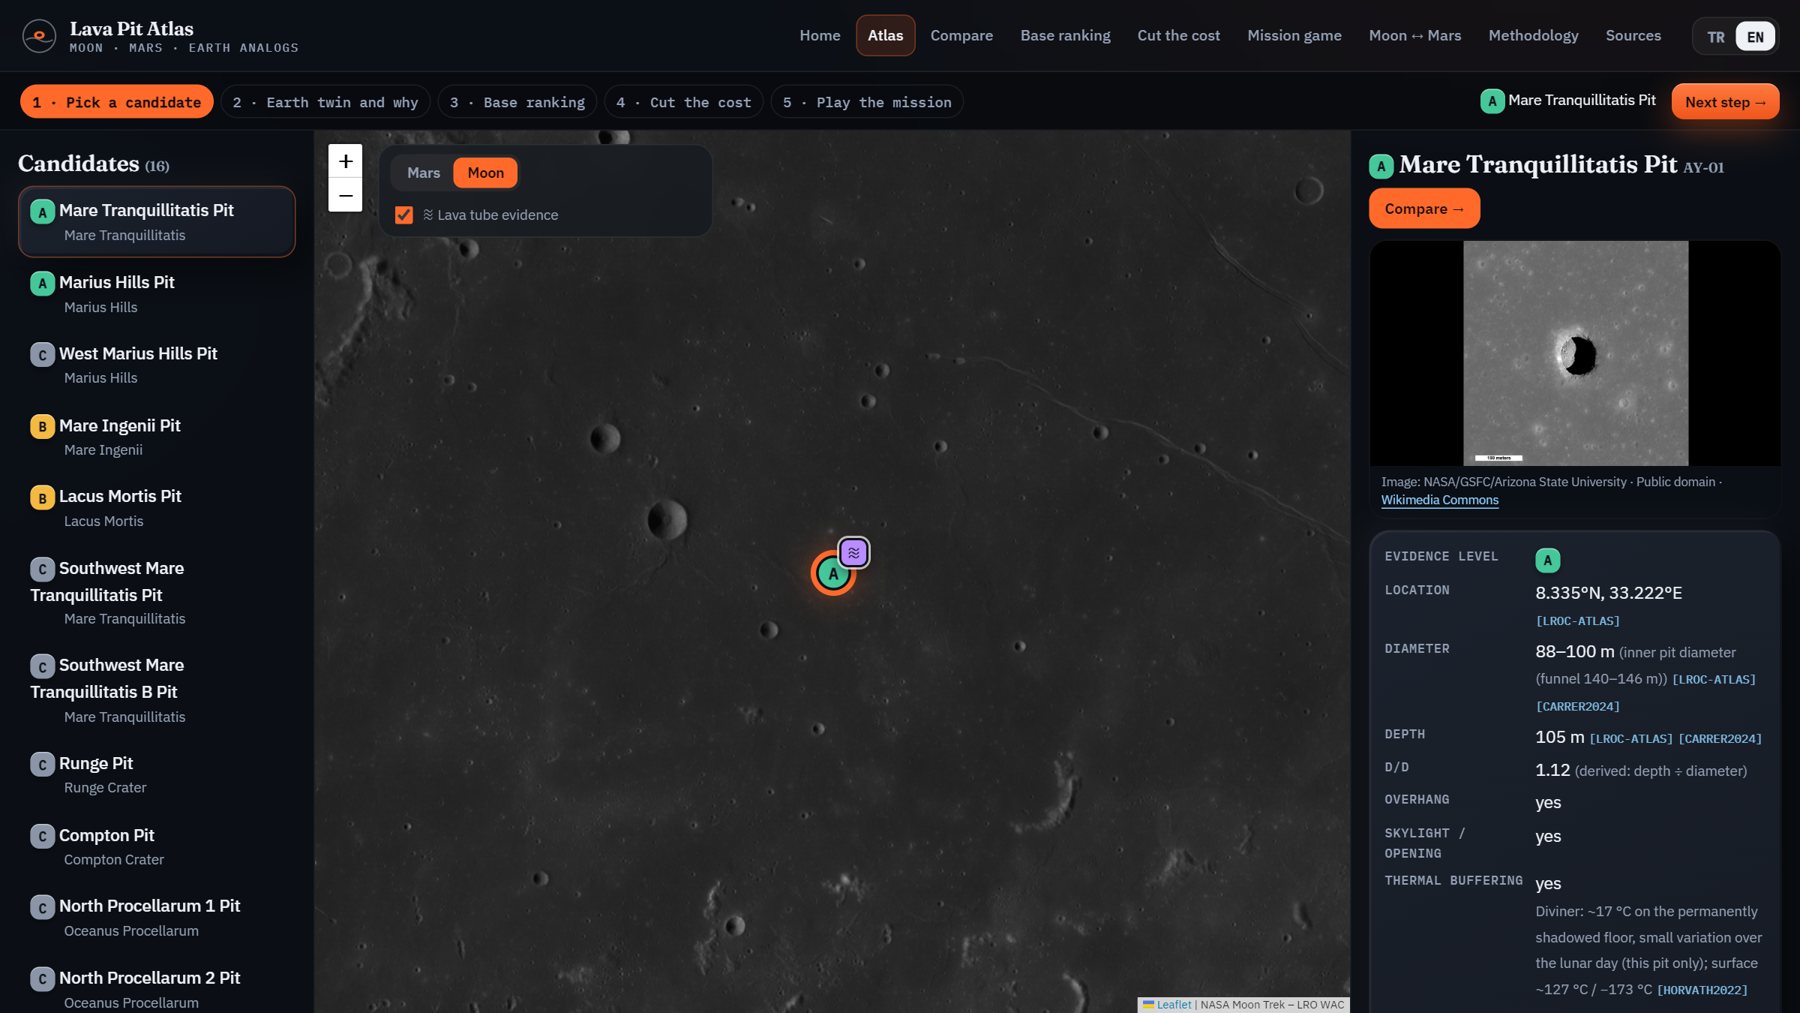 Lava Pit Atlas
MOON · MARS · EARTH ANALOGS
Home
Atlas
Compare
Base ranking
Cut the cost
Mission game
Moon ↔ Mars
Methodology
Sources
TR
EN
1 · Pick a candidate
2 · Earth twin and why
3 · Base ranking
4 · Cut the cost
5 · Play the mission
A Mare Tranquillitatis Pit
Next step →
Candidates (16)
A Mare Tranquillitatis Pit
Mare Tranquillitatis
A Marius Hills Pit
Marius Hills
C West Marius Hills Pit
Marius Hills
B Mare Ingenii Pit
Mare Ingenii
B Lacus Mortis Pit
Lacus Mortis
C Southwest Mare
Tranquillitatis Pit
Mare Tranquillitatis
C Southwest Mare
Tranquillitatis B Pit
Mare Tranquillitatis
C Runge Pit
Runge Crater
C Compton Pit
Compton Crater
C North Procellarum 1 Pit
Oceanus Procellarum
C North Procellarum 2 Pit
Oceanus Procellarum
+
−
Mars
Moon
≋ Lava tube evidence
≋
A
Leaflet | NASA Moon Trek – LRO WAC
A Mare Tranquillitatis Pit AY-01
Compare →
100 meters
Image: NASA/GSFC/Arizona State University · Public domain ·
Wikimedia Commons
EVIDENCE LEVEL A
LOCATION 8.335°N, 33.222°E
[LROC-ATLAS]
DIAMETER 88–100 m (inner pit diameter
(funnel 140–146 m)) [LROC-ATLAS]
[CARRER2024]
DEPTH 105 m [LROC-ATLAS] [CARRER2024]
D/D 1.12 (derived: depth ÷ diameter)
OVERHANG yes
SKYLIGHT / yes
OPENING
THERMAL BUFFERING yes
Diviner: ~17 °C on the permanently
shadowed floor, small variation over
the lunar day (this pit only); surface
~127 °C / −173 °C [HORVATH2022]